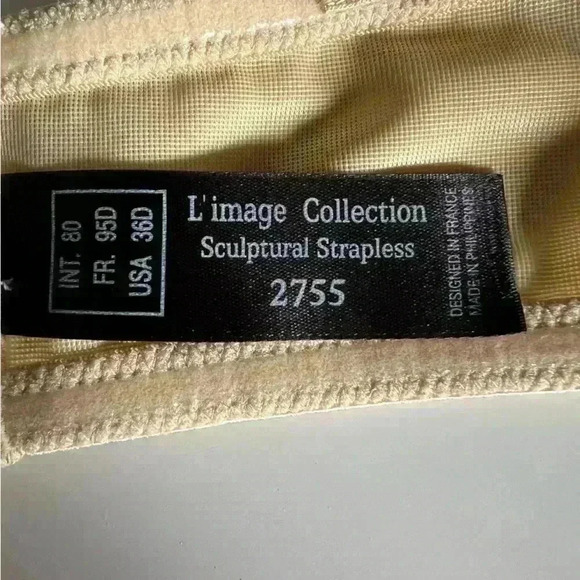 INT. 80
FR. 95D
USA 36D
L'image Collection
Sculptural Strapless
2755
DESIGNED IN FRANCE
MADE IN PHILIPPINES